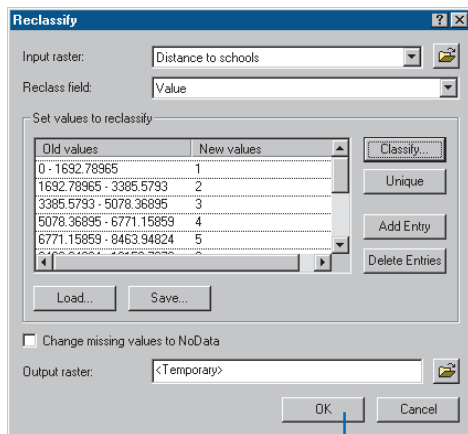 Reclassify
Input raster: Distance to schools
Reclass field: Value
Set values to reclassify
Old values New values
0 - 1692.78965 1
1692.78965 - 3385.5793 2
3385.5793 - 5078.36895 3
5078.36895 - 6771.15859 4
6771.15859 - 8463.94824 5
Classify...
Unique
Add Entry
Delete Entries
Load... Save...
Change missing values to NoData
Output raster: <Temporary>
OK Cancel